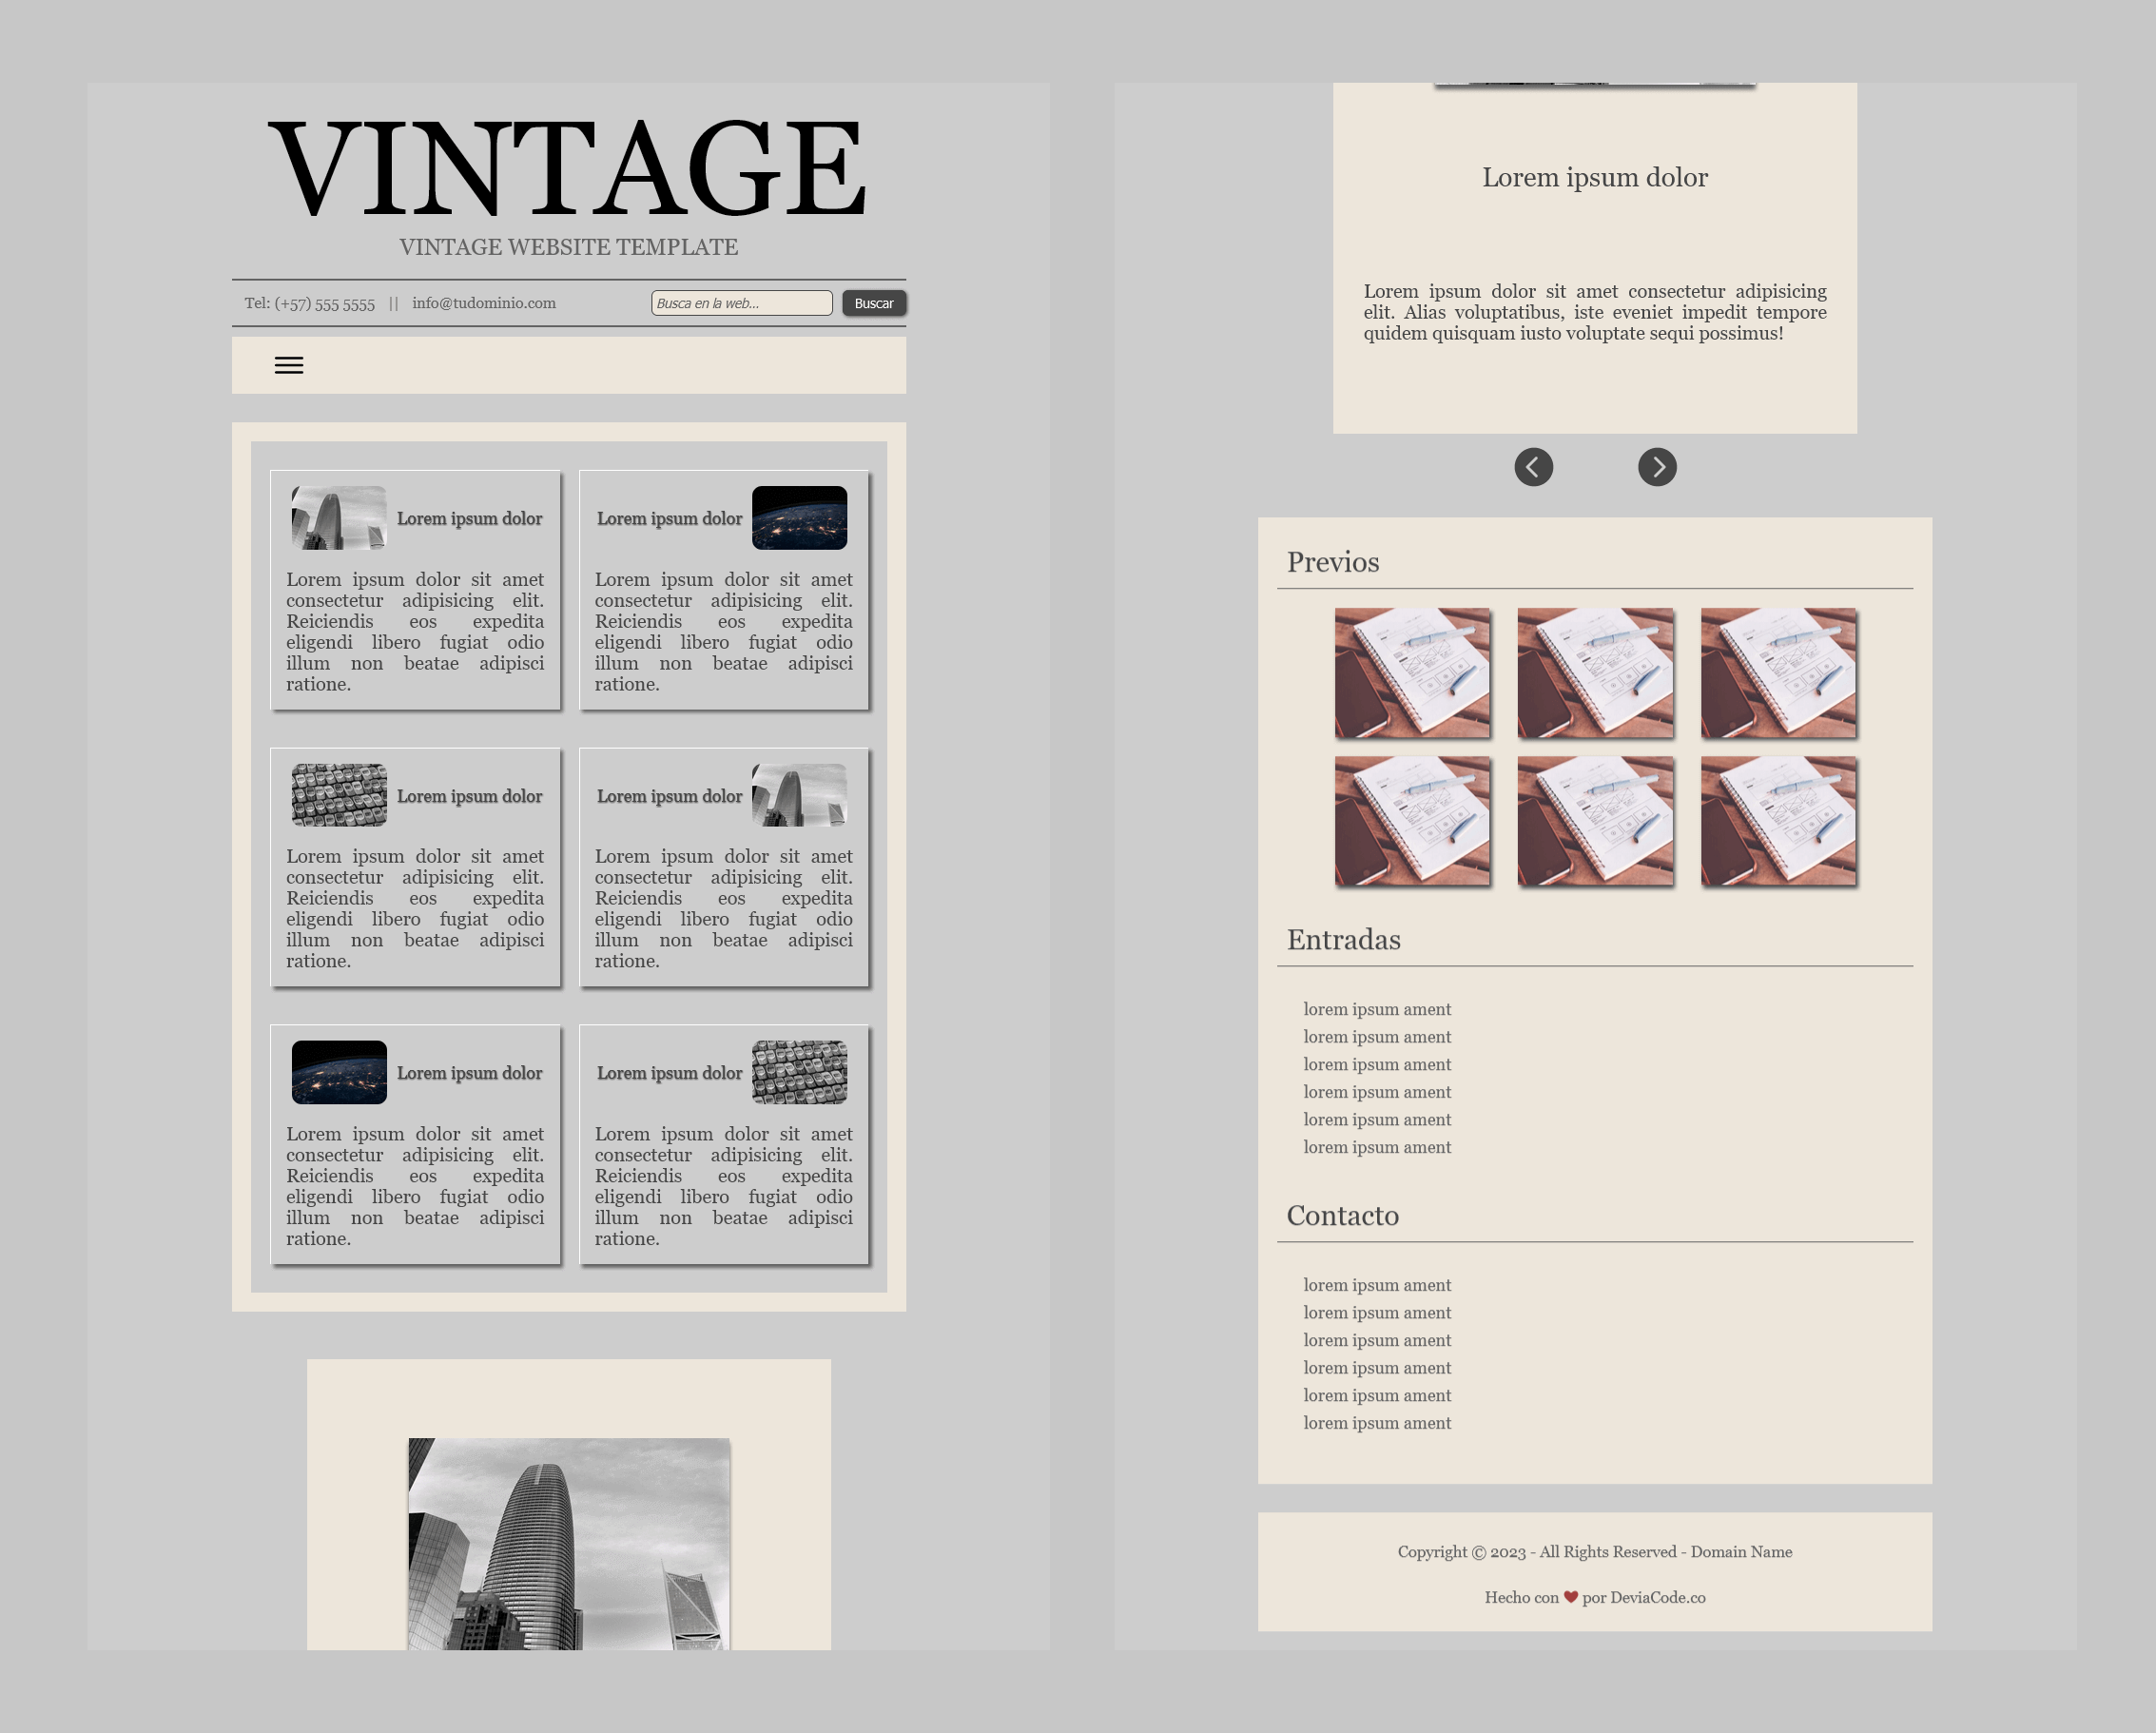 VINTAGE
VINTAGE WEBSITE TEMPLATE
Tel: (+57) 555 5555 || info@tudominio.com
Busca en la web...
Buscar
Lorem ipsum dolor
Lorem ipsum dolor sit amet
consectetur adipisicing elit.
Reiciendis eos expedita
eligendi libero fugiat odio
illum non beatae adipisci
ratione.
Lorem ipsum dolor
Lorem ipsum dolor sit amet
consectetur adipisicing elit.
Reiciendis eos expedita
eligendi libero fugiat odio
illum non beatae adipisci
ratione.
Lorem ipsum dolor
Lorem ipsum dolor sit amet
consectetur adipisicing elit.
Reiciendis eos expedita
eligendi libero fugiat odio
illum non beatae adipisci
ratione.
Lorem ipsum dolor
Lorem ipsum dolor sit amet
consectetur adipisicing elit.
Reiciendis eos expedita
eligendi libero fugiat odio
illum non beatae adipisci
ratione.
Lorem ipsum dolor
Lorem ipsum dolor sit amet
consectetur adipisicing elit.
Reiciendis eos expedita
eligendi libero fugiat odio
illum non beatae adipisci
ratione.
Lorem ipsum dolor
Lorem ipsum dolor sit amet
consectetur adipisicing elit.
Reiciendis eos expedita
eligendi libero fugiat odio
illum non beatae adipisci
ratione.
Lorem ipsum dolor
Lorem ipsum dolor sit amet consectetur adipisicing
elit. Alias voluptatibus, iste eveniet impedit tempore
quidem quisquam iusto voluptate sequi possimus!
Previos
Entradas
lorem ipsum ament
lorem ipsum ament
lorem ipsum ament
lorem ipsum ament
lorem ipsum ament
lorem ipsum ament
Contacto
lorem ipsum ament
lorem ipsum ament
lorem ipsum ament
lorem ipsum ament
lorem ipsum ament
lorem ipsum ament
Copyright © 2023 - All Rights Reserved - Domain Name
Hecho con ❤ por DeviaCode.co